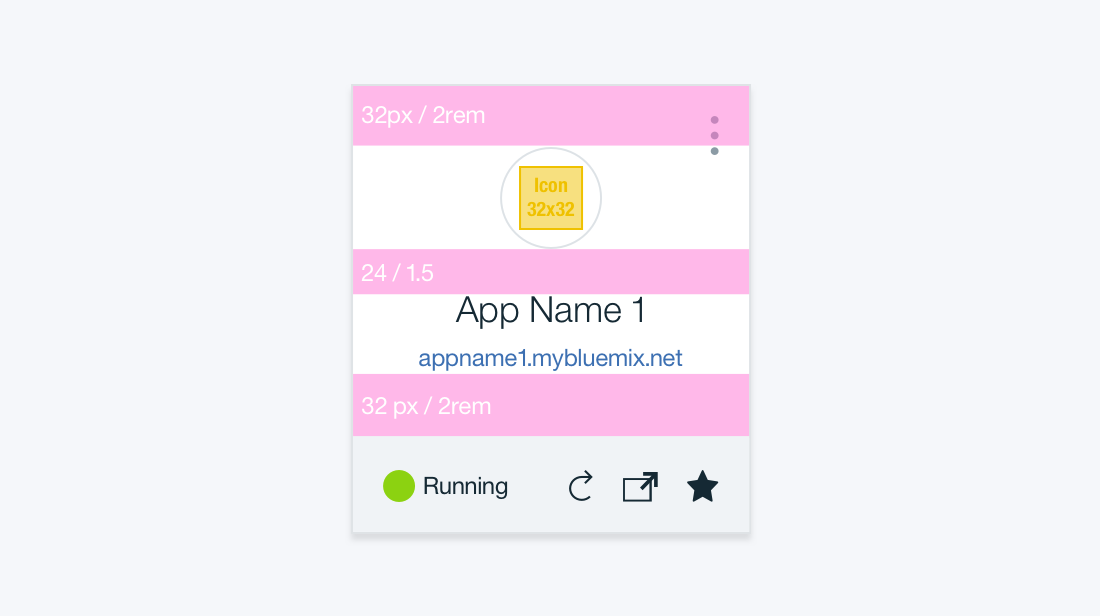 32px / 2rem
Icon
32x32
24 / 1.5
App Name 1
appname1.mybluemix.net
32 px / 2rem
Running